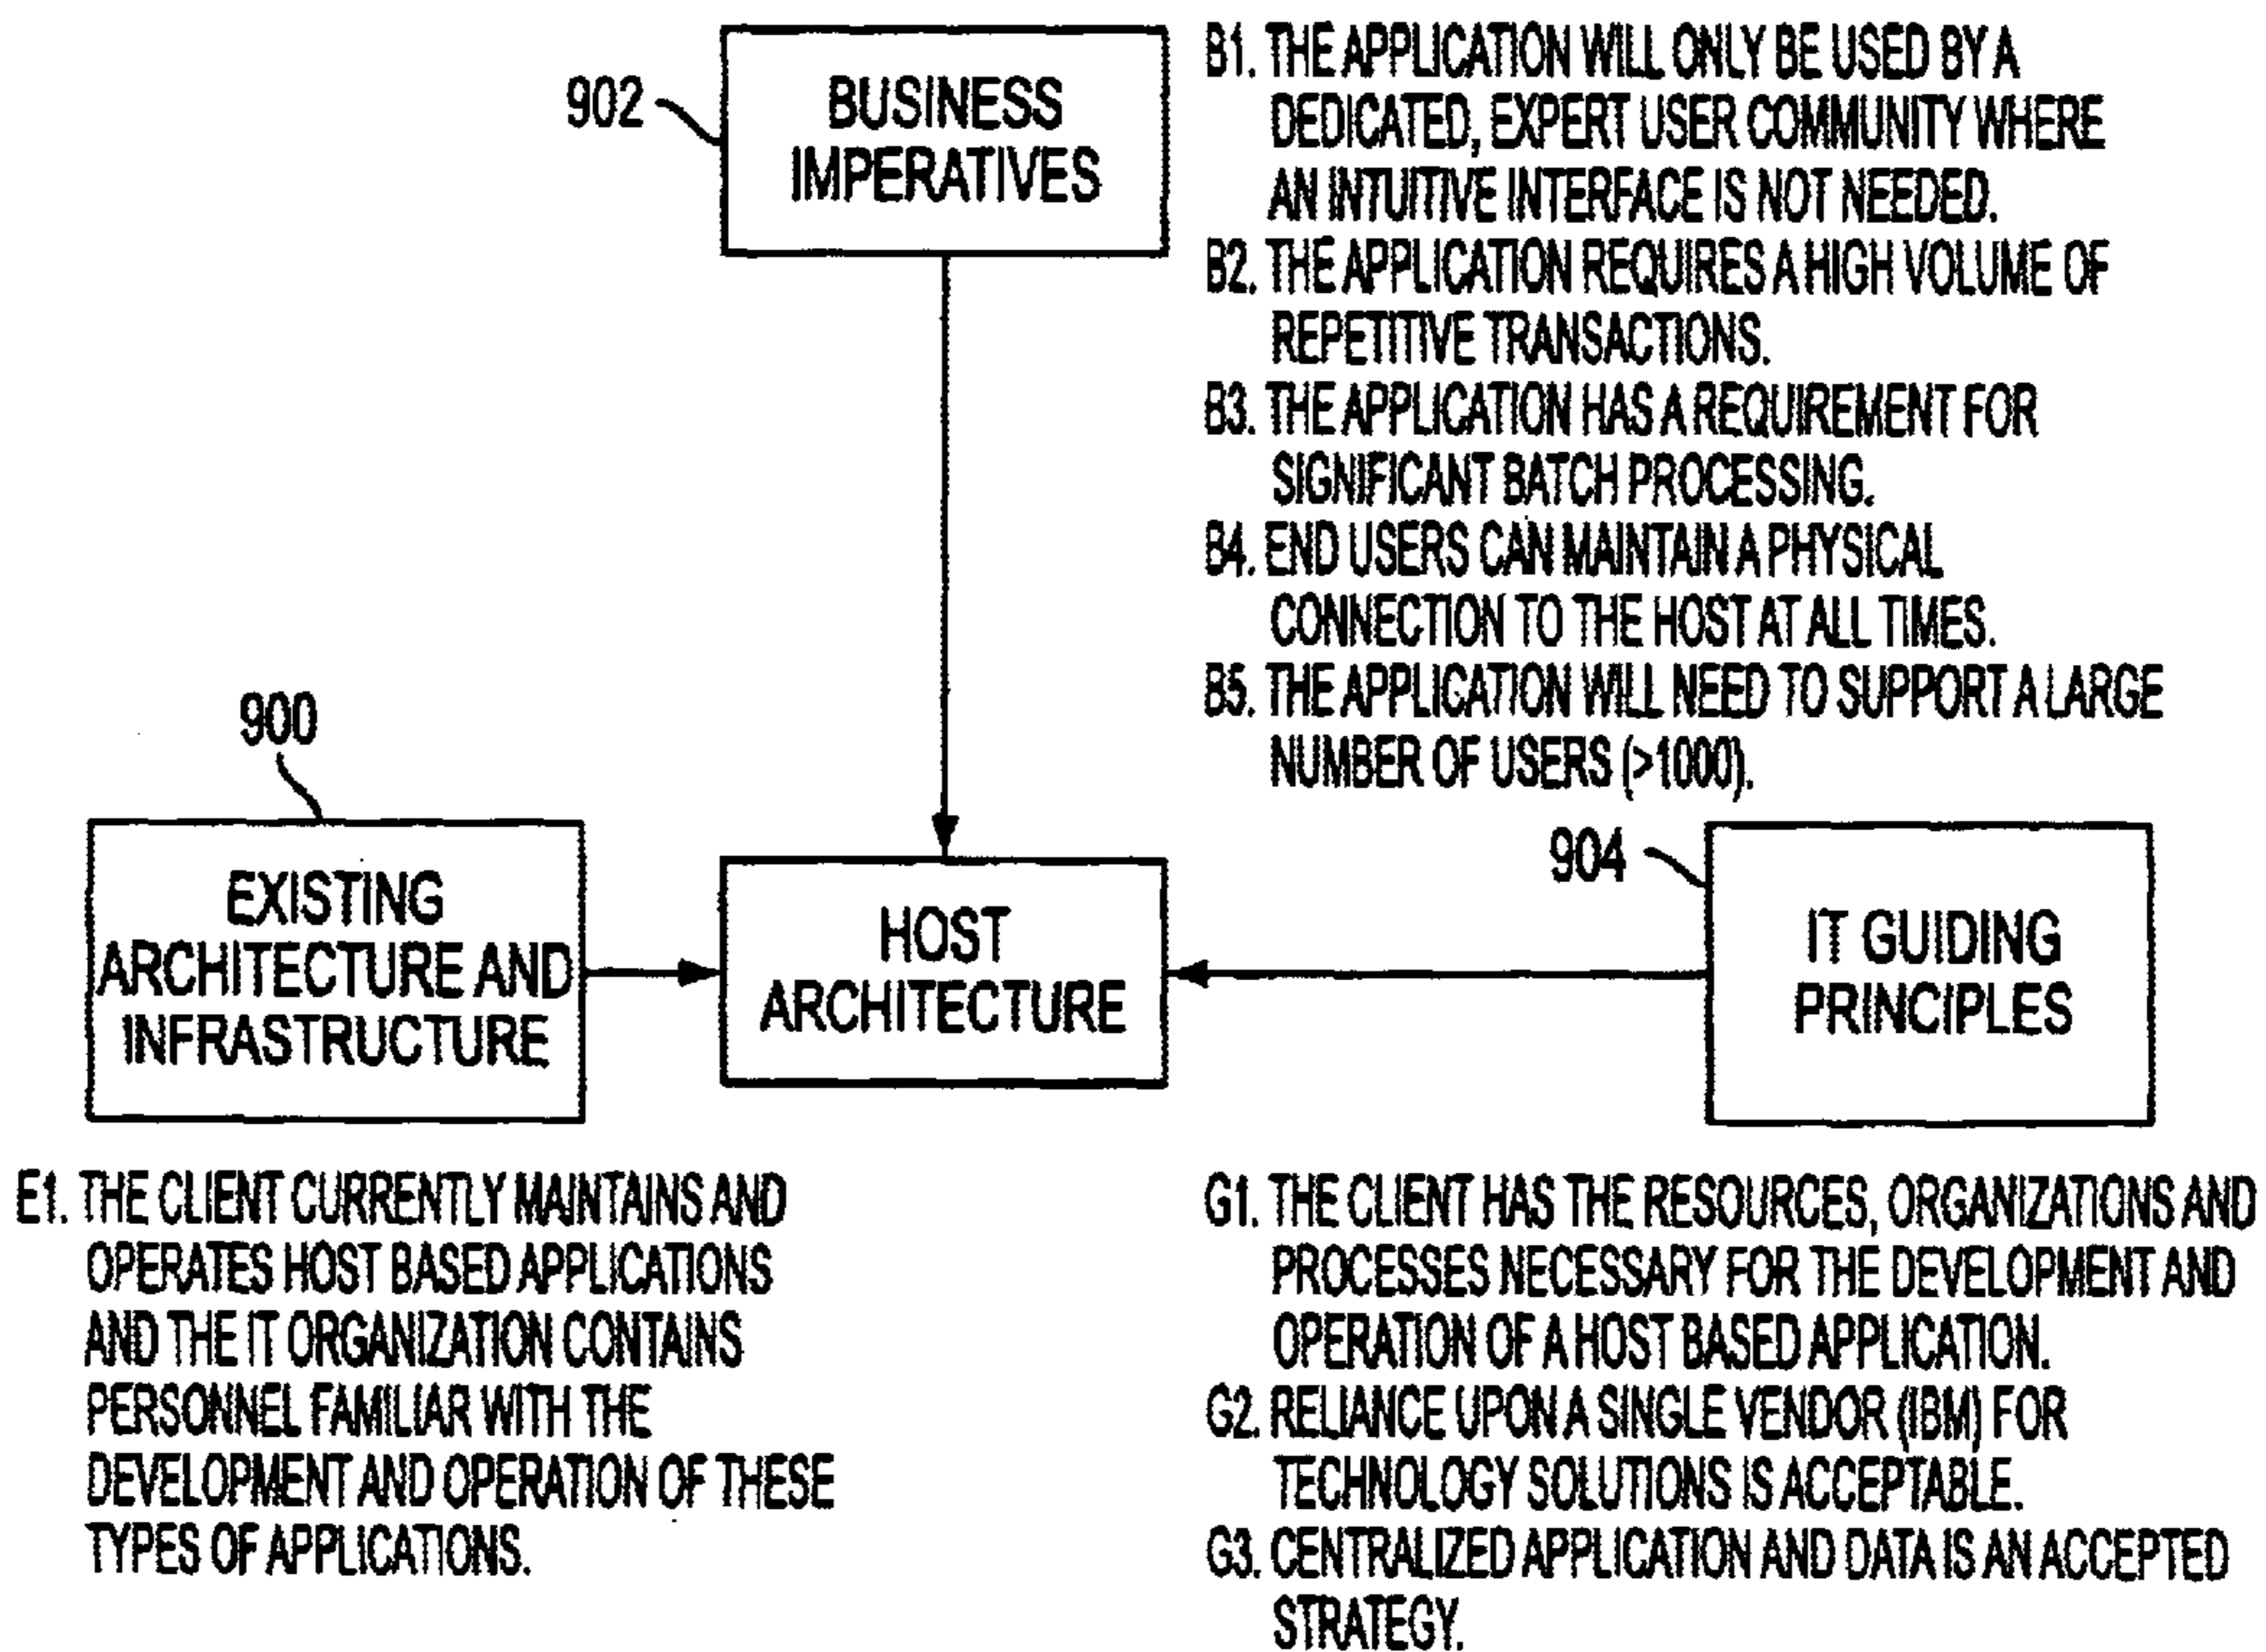 902
BUSINESS
IMPERATIVES
B1. THE APPLICATION WILL ONLY BE USED BY A
DEDICATED, EXPERT USER COMMUNITY WHERE
AN INTUITIVE INTERFACE IS NOT NEEDED.
B2. THE APPLICATION REQUIRES A HIGH VOLUME OF
REPETITIVE TRANSACTIONS.
B3. THE APPLICATION HAS A REQUIREMENT FOR
SIGNIFICANT BATCH PROCESSING.
B4. END USERS CAN MAINTAIN A PHYSICAL
CONNECTION TO THE HOST AT ALL TIMES.
B5. THE APPLICATION WILL NEED TO SUPPORT A LARGE
NUMBER OF USERS (>1000).
900
EXISTING
ARCHITECTURE AND
INFRASTRUCTURE
HOST
ARCHITECTURE
904
IT GUIDING
PRINCIPLES
E1. THE CLIENT CURRENTLY MAINTAINS AND
OPERATES HOST BASED APPLICATIONS
AND THE IT ORGANIZATION CONTAINS
PERSONNEL FAMILIAR WITH THE
DEVELOPMENT AND OPERATION OF THESE
TYPES OF APPLICATIONS.
G1. THE CLIENT HAS THE RESOURCES, ORGANIZATIONS AND
PROCESSES NECESSARY FOR THE DEVELOPMENT AND
OPERATION OF A HOST BASED APPLICATION.
G2. RELIANCE UPON A SINGLE VENDOR (IBM) FOR
TECHNOLOGY SOLUTIONS IS ACCEPTABLE.
G3. CENTRALIZED APPLICATION AND DATA IS AN ACCEPTED
STRATEGY.